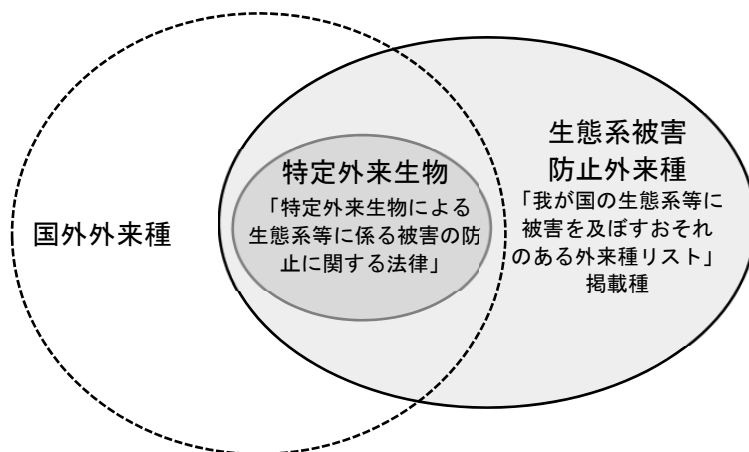 国外外来種
特定外来生物
「特定外来生物による
生態系等に係る被害の防
止に関する法律」
生態系被害
防止外来種
「我が国の生態系等に
被害を及ぼすおそれ
のある外来種リスト」
掲載種